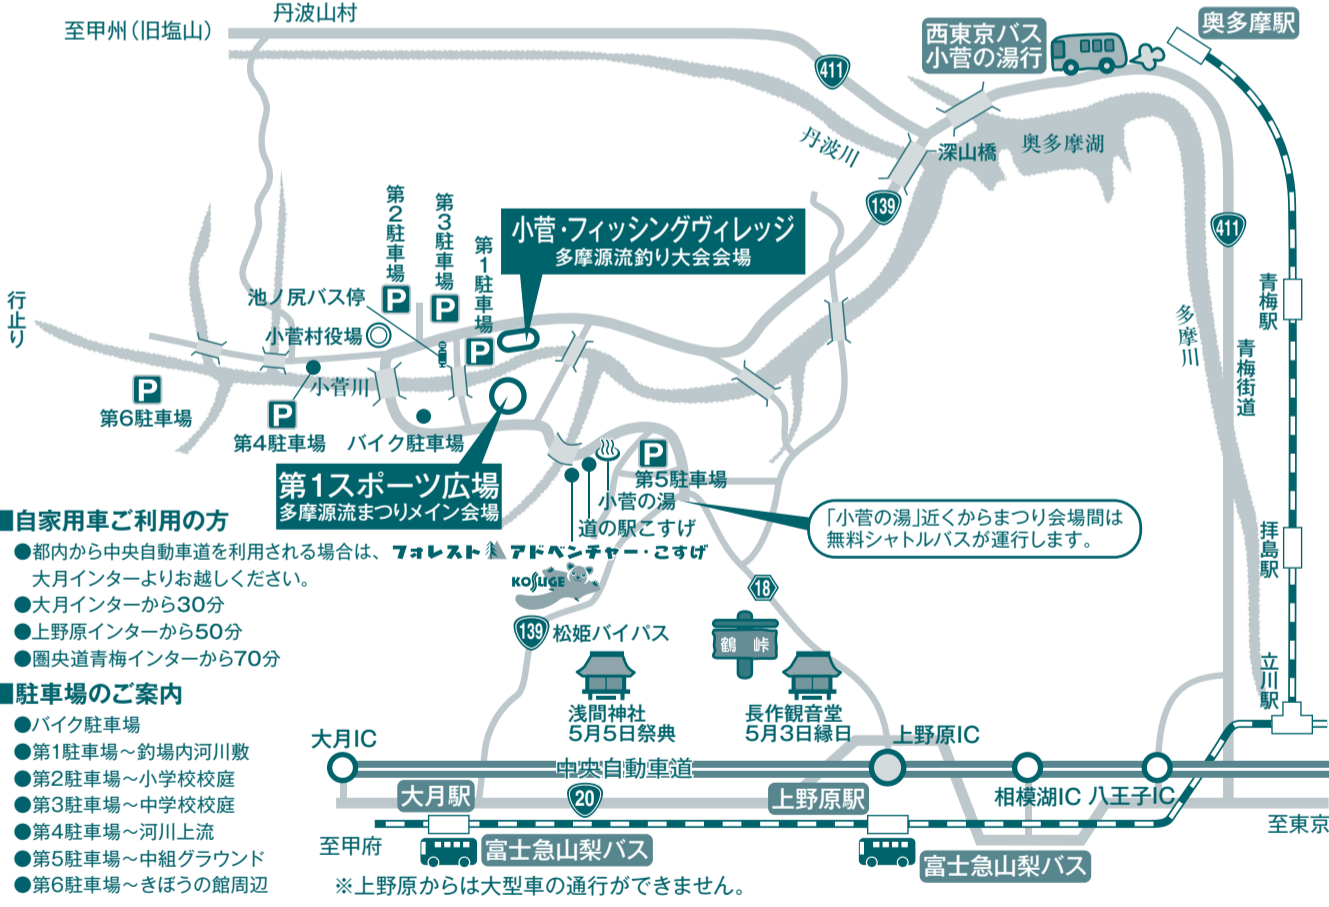 丹波山村
至甲州(旧塩山)
411
西東京バス
小菅の湯行
奥多摩駅
丹波川
深山橋
奥多摩湖
139
411
第2駐車場
P
第3駐車場
P
第1駐車場
P
小菅・フィッシングヴィレッジ
多摩源流釣り大会会場
行止り
池ノ尻バス停
小菅村役場
小菅川
P
第6駐車場
P
第4駐車場
バイク駐車場
第1スポーツ広場
多摩源流まつりメイン会場
P
第5駐車場
小菅の湯
道の駅こすげ
フォレストアドベンチャー・こすげ
KOSUGE
「小菅の湯」近くからまつり会場間は
無料シャトルバスが運行します。
多摩川
青梅街道
青梅駅
拝島駅
立川駅
18
139
松姫バイパス
鶴峠
浅間神社
5月5日祭典
長作観音堂
5月3日縁日
■自家用車ご利用の方
●都内から中央自動車道を利用される場合は、
大月インターよりお越しください。
●大月インターから30分
●上野原インターから50分
●圏央道青梅インターから70分
■駐車場のご案内
●バイク駐車場
●第1駐車場~釣場内河川敷
●第2駐車場~小学校校庭
●第3駐車場~中学校校庭
●第4駐車場~河川上流
●第5駐車場~中組グラウンド
●第6駐車場~きぼうの館周辺
大月IC
中央自動車道
上野原IC
相模湖IC
八王子IC
大月駅
20
上野原駅
至東京
至甲府
富士急山梨バス
富士急山梨バス
※上野原からは大型車の通行ができません。